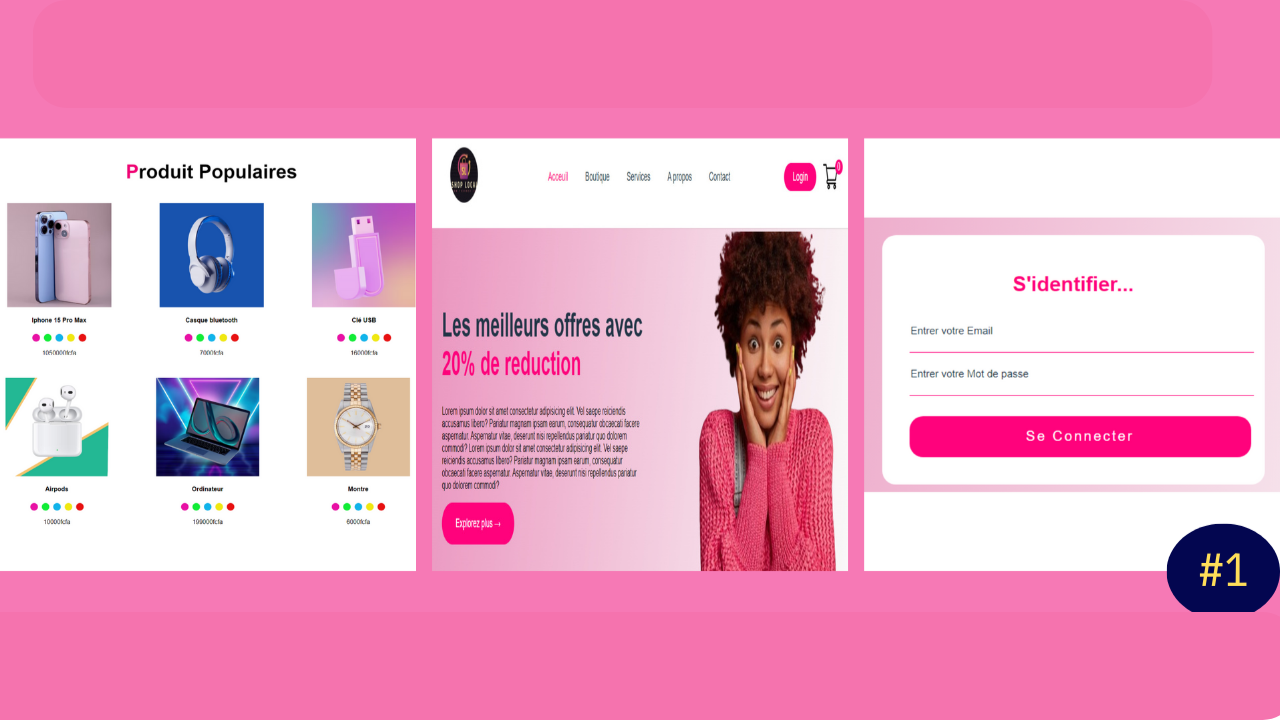 Produit Populaires
Iphone 15 Pro Max
Casque bluetooth
Clé USB
1050000fcfa
7000fcfa
16000fcfa
Airpods
Ordinateur
Montre
10000fcfa
199000fcfa
6000fcfa
SHOP LOCA
Acceuil
Boutique
Services
A propos
Contact
Login
0
Les meilleurs offres avec
20% de reduction
Lorem ipsum dolor sit amet consectetur adipisicing elit. Vel saepe reiciendis
accusamus libero? Pariatur magnam ipsam earum, consequatur obcaecati facere
aspernatur. Aspernatur vitae, deserunt nisi repellendus pariatur quo dolorem
commodi? Lorem ipsum dolor sit amet consectetur adipisicing elit. Vel saepe
reiciendis accusamus libero? Pariatur magnam ipsam earum, consequatur
obcaecati facere aspernatur. Aspernatur vitae, deserunt nisi repellendus pariatur
quo dolorem commodi?
Explorez plus →
S'identifier...
Entrer votre Email
Entrer votre Mot de passe
Se Connecter
#1